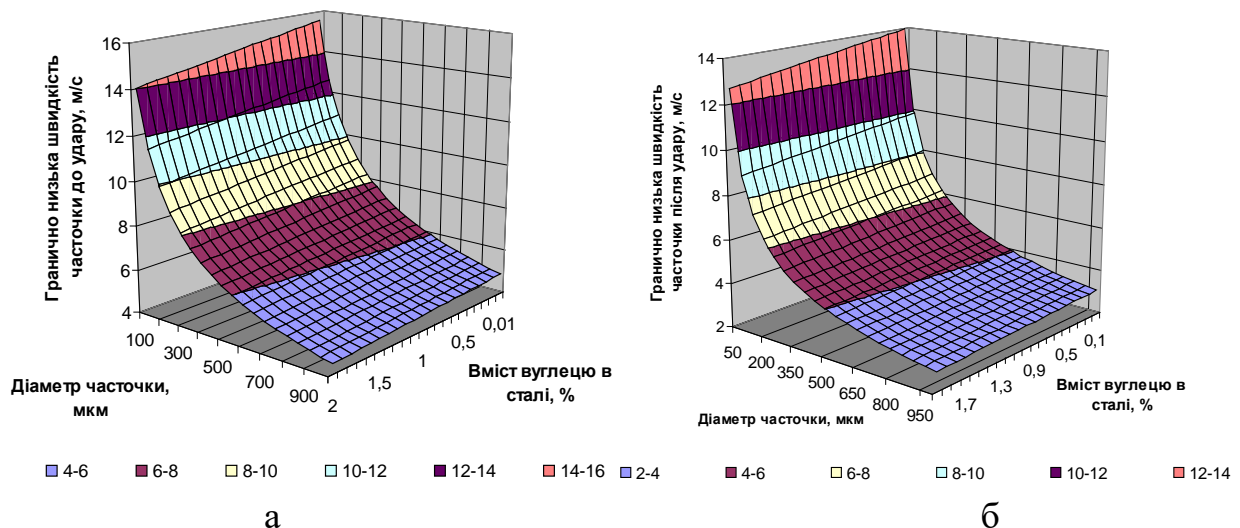 Гранично низька швидкість
часточки до удару, м/с
16
14
12
10
8
6
4
100
300
500
700
900
Діаметр часточки,
мкм
2
1,5
1
0,5
0,01
Вміст вуглецю в
сталі, %
4-6 6-8 8-10 10-12 12-14 14-16
а
Гранично низька швидкість
часточки після удару, м/с
14
12
10
8
6
4
2
50
200
350
500
650
800
950
Діаметр часточки, мкм
1,7
1,3
0,9
0,5
0,1
Вміст вуглецю в
сталі, %
2-4 4-6 6-8 8-10 10-12 12-14
б